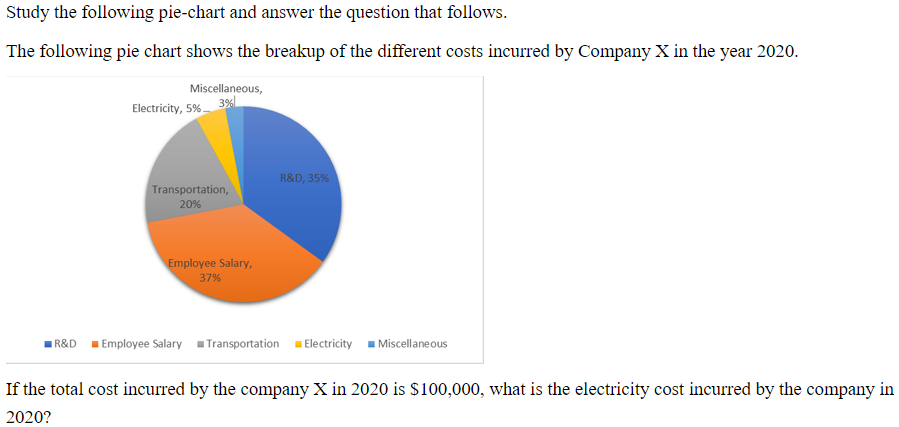 Study the following pie-chart and answer the question that follows.
The following pie chart shows the breakup of the different costs incurred by Company X in the year 2020.
Miscellaneous,
3%
Electricity, 5%
R&D, 35%
Transportation,
20%
Employee Salary,
37%
R&D Employee Salary Transportation Electricity Miscellaneous
If the total cost incurred by the company X in 2020 is $100,000, what is the electricity cost incurred by the company in
2020?